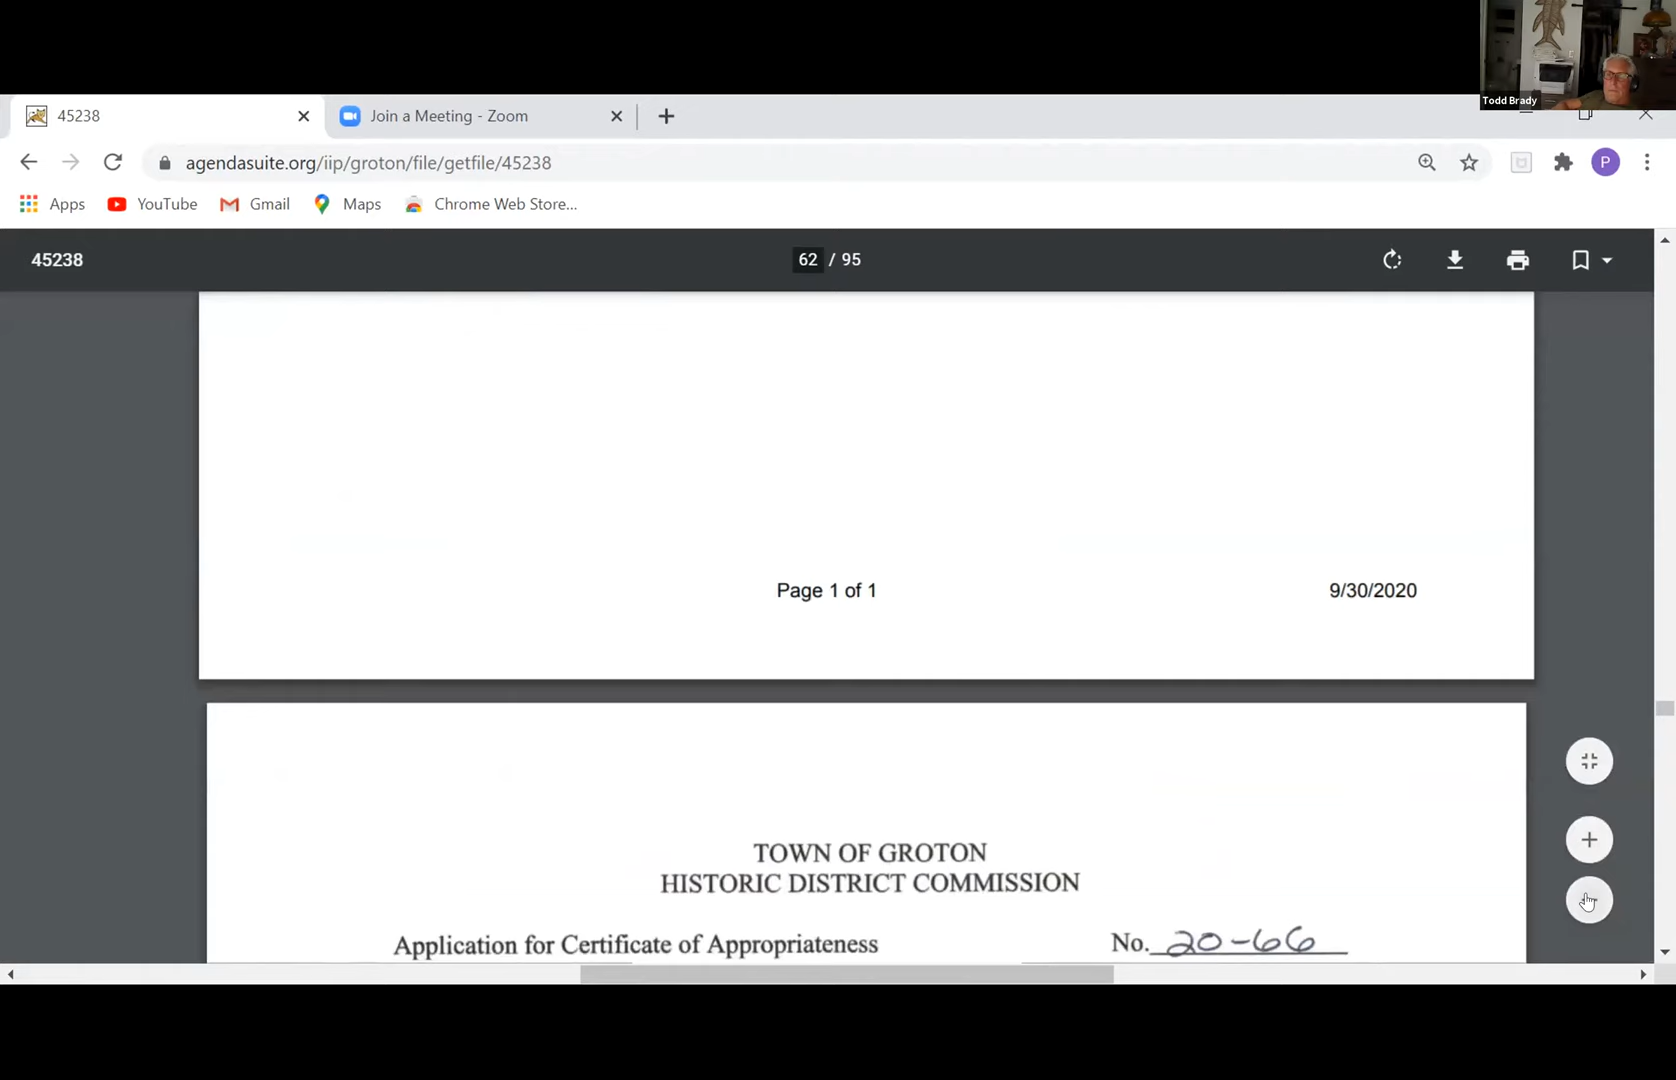 Todd Brady
45238
Join a Meeting - Zoom
agendasuite.org/iip/groton/file/getfile/45238
P
Apps
YouTube
Gmail
Maps
Chrome Web Store...
45238
62 / 95
Page 1 of 1
9/30/2020
TOWN OF GROTON
HISTORIC DISTRICT COMMISSION
Application for Certificate of Appropriateness No. 20-66